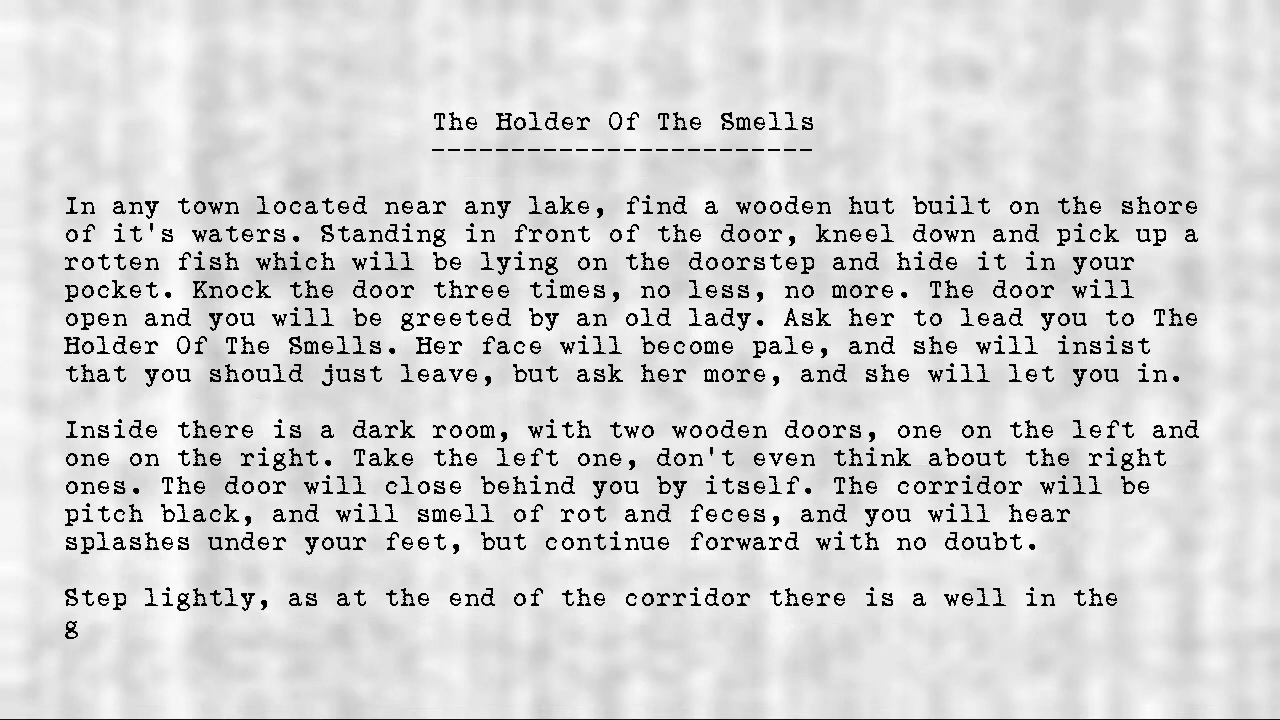 The Holder Of The Smells
------------------------
In any town located near any lake, find a wooden hut built on the shore
of it's waters. Standing in front of the door, kneel down and pick up a
rotten fish which will be lying on the doorstep and hide it in your
pocket. Knock the door three times, no less, no more. The door will
open and you will be greeted by an old lady. Ask her to lead you to The
Holder Of The Smells. Her face will become pale, and she will insist
that you should just leave, but ask her more, and she will let you in.
Inside there is a dark room, with two wooden doors, one on the left and
one on the right. Take the left one, don't even think about the right
ones. The door will close behind you by itself. The corridor will be
pitch black, and will smell of rot and feces, and you will hear
splashes under your feet, but continue forward with no doubt.
Step lightly, as at the end of the corridor there is a well in the
g